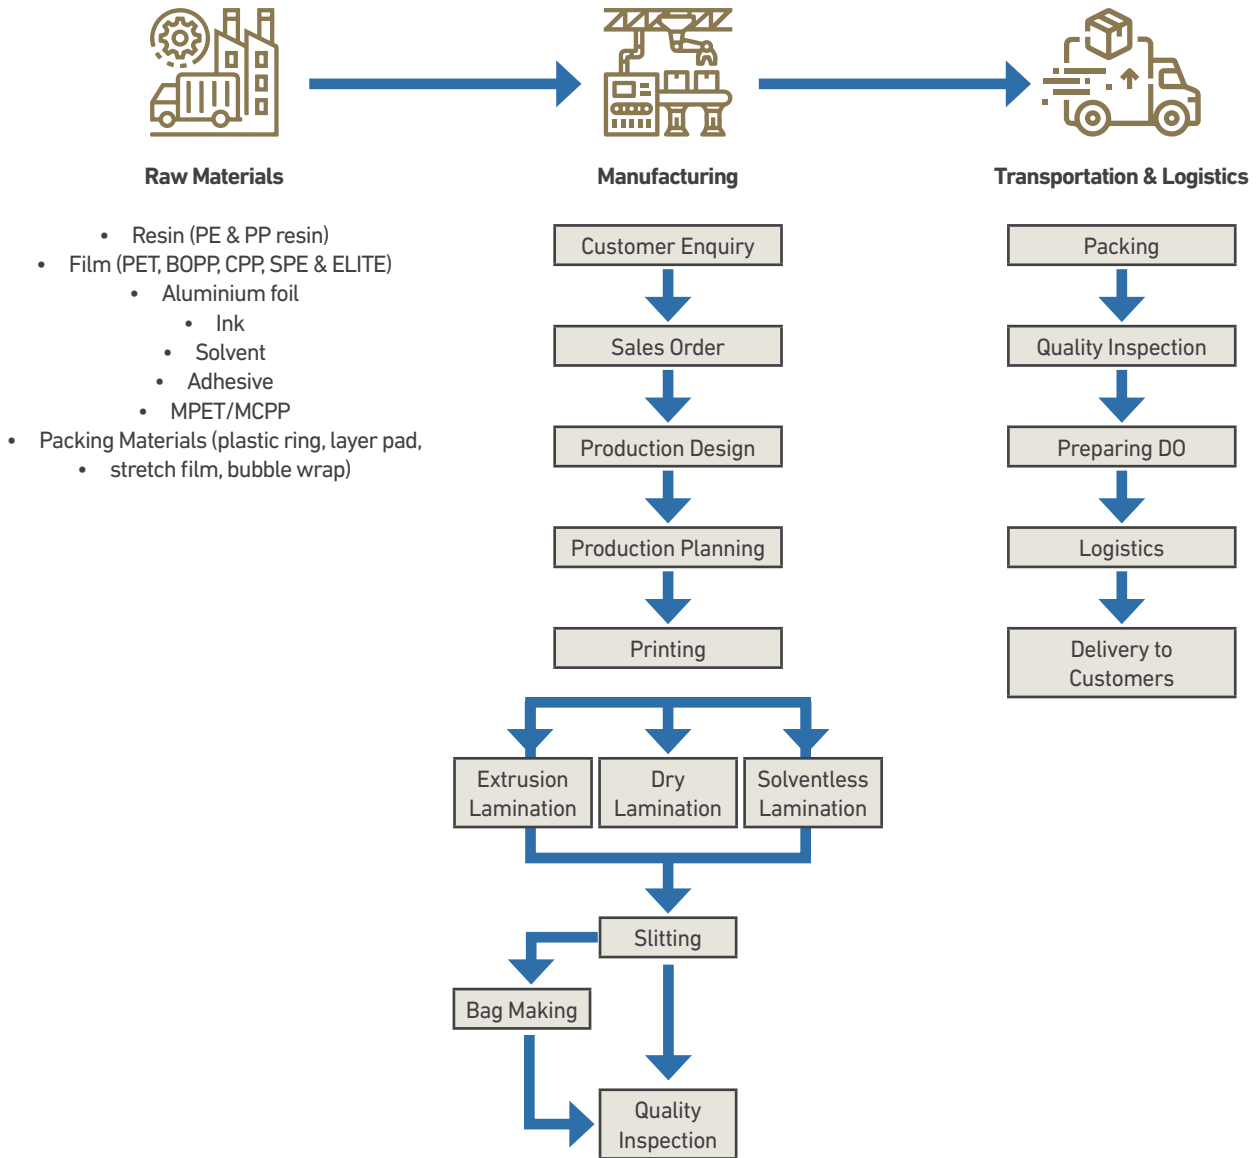 Raw Materials
• Resin (PE & PP resin)
• Film (PET, BOPP, CPP, SPE & ELITE)
• Aluminium foil
• Ink
• Solvent
• Adhesive
• MPET/MCPP
• Packing Materials (plastic ring, layer pad,
• stretch film, bubble wrap)
Manufacturing
Customer Enquiry
Sales Order
Production Design
Production Planning
Printing
Extrusion
Lamination
Dry
Lamination
Solventless
Lamination
Slitting
Bag Making
Quality
Inspection
Transportation & Logistics
Packing
Quality Inspection
Preparing DO
Logistics
Delivery to
Customers